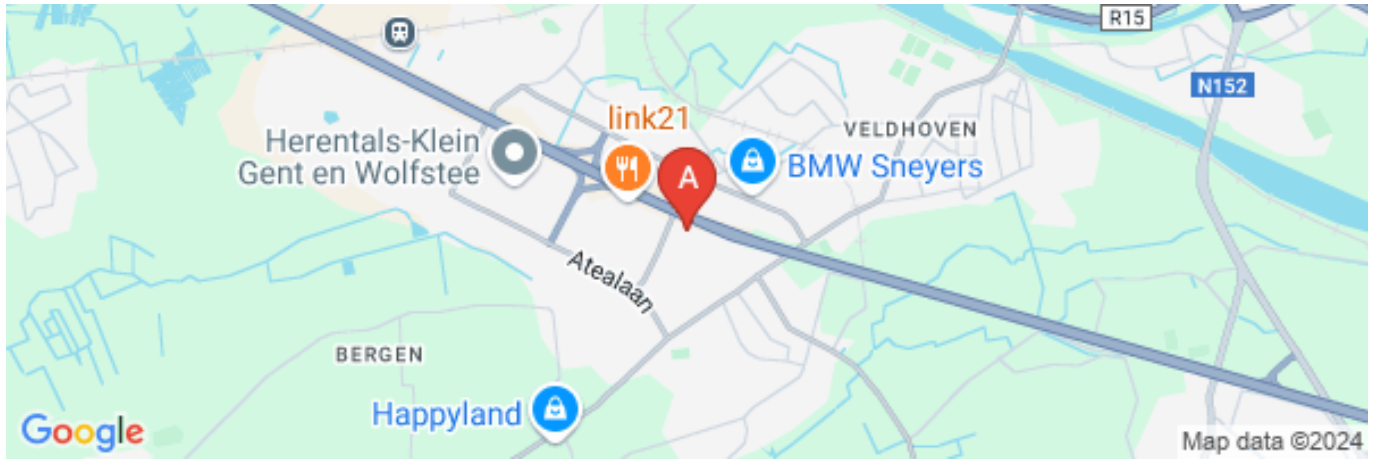 R15
N152
link21
VELDHOVEN
Herentals-Klein
Gent en Wolfstee
A
BMW Sneyers
Atealaan
BERGEN
Happyland
Google
Map data ©2024